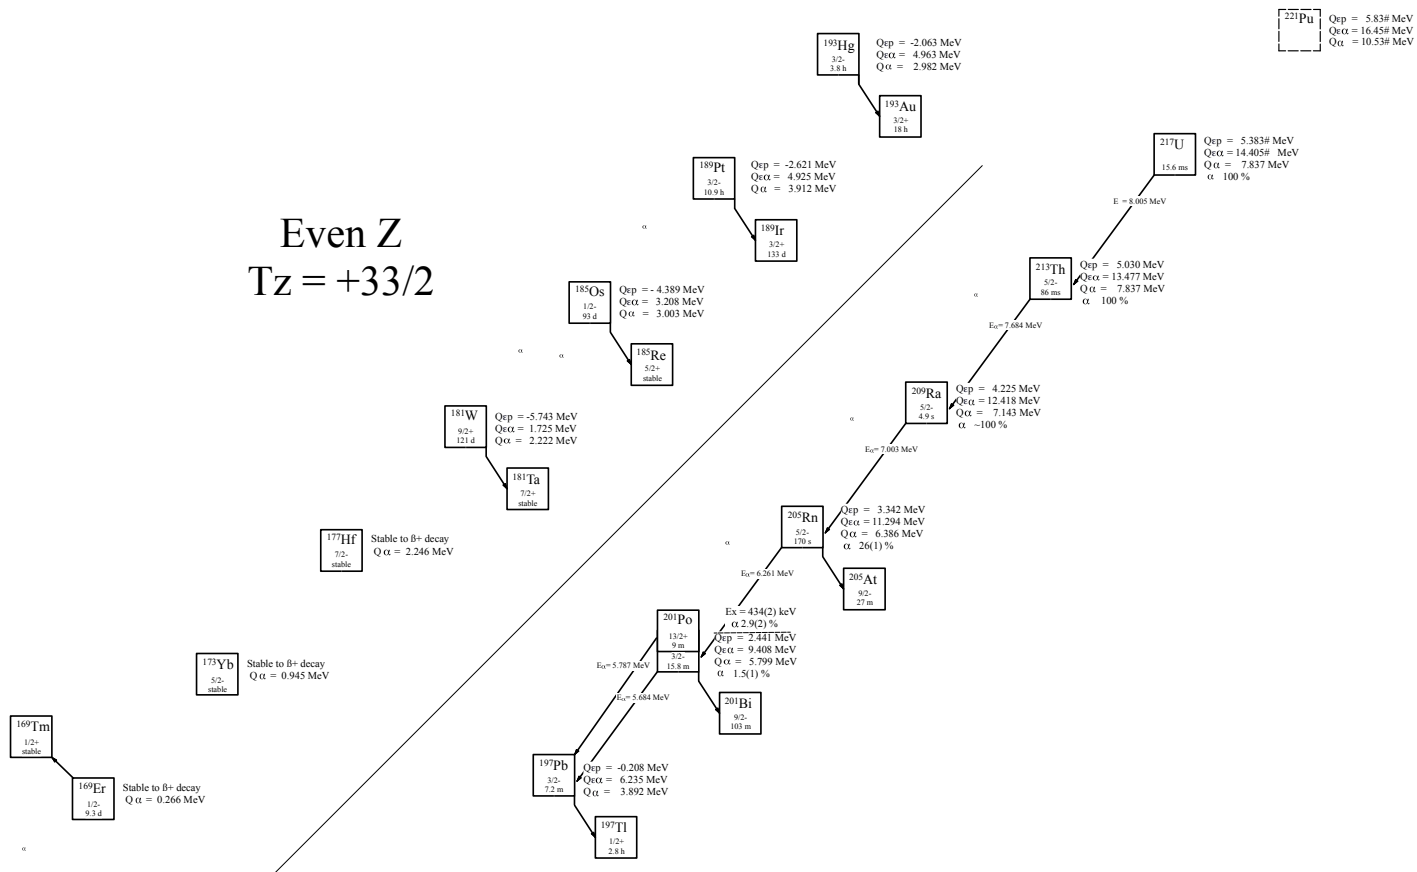 221Pu
Qεp = 5.83# MeV
Qεα = 16.45# MeV
Qα = 10.53# MeV
193Hg
3/2-
3.8 h
Qεp = -2.063 MeV
Qεα = 4.963 MeV
Qα = 2.982 MeV
193Au
3/2+
18 h
217U
15.6 ms
Qεp = 5.383# MeV
Qεα = 14.405# MeV
Qα = 7.837 MeV
α 100 %
E = 8.005 MeV
189Pt
3/2-
10.9 h
Qεp = -2.621 MeV
Qεα = 4.925 MeV
Qα = 3.912 MeV
189Ir
3/2+
133 d
α
Even Z
Tz = +33/2
213Th
5/2-
86 ms
Qεp = 5.030 MeV
Qεα = 13.477 MeV
Qα = 7.837 MeV
α 100 %
α
Eα= 7.684 MeV
185Os
1/2-
93 d
Qεp = - 4.389 MeV
Qεα = 3.208 MeV
Qα = 3.003 MeV
185Re
5/2+
stable
α
α
209Ra
5/2-
4.9 s
Qεp = 4.225 MeV
Qεα = 12.418 MeV
Qα = 7.143 MeV
α ~100 %
α
Eα= 7.003 MeV
181W
9/2+
121 d
Qεp = -5.743 MeV
Qεα = 1.725 MeV
Qα = 2.222 MeV
181Ta
7/2+
stable
205Rn
5/2-
170 s
Qεp = 3.342 MeV
Qεα = 11.294 MeV
Qα = 6.386 MeV
α 26(1) %
α
Eα= 6.261 MeV
205At
9/2-
27 m
177Hf
7/2-
stable
Stable to ß+ decay
Qα = 2.246 MeV
201Po
13/2+
9 m
3/2-
15.8 m
Ex = 434(2) keV
α 2.9(2) %
Qεp = 2.441 MeV
Qεα = 9.408 MeV
Qα = 5.799 MeV
α 1.5(1) %
Eα= 5.787 MeV
Eα= 5.684 MeV
201Bi
9/2-
103 m
173Yb
5/2-
stable
Stable to ß+ decay
Qα = 0.945 MeV
169Tm
1/2+
stable
169Er
1/2-
9.3 d
Stable to ß+ decay
Qα = 0.266 MeV
197Pb
3/2-
7.2 m
Qεp = -0.208 MeV
Qεα = 6.235 MeV
Qα = 3.892 MeV
197Tl
1/2+
2.8 h
α